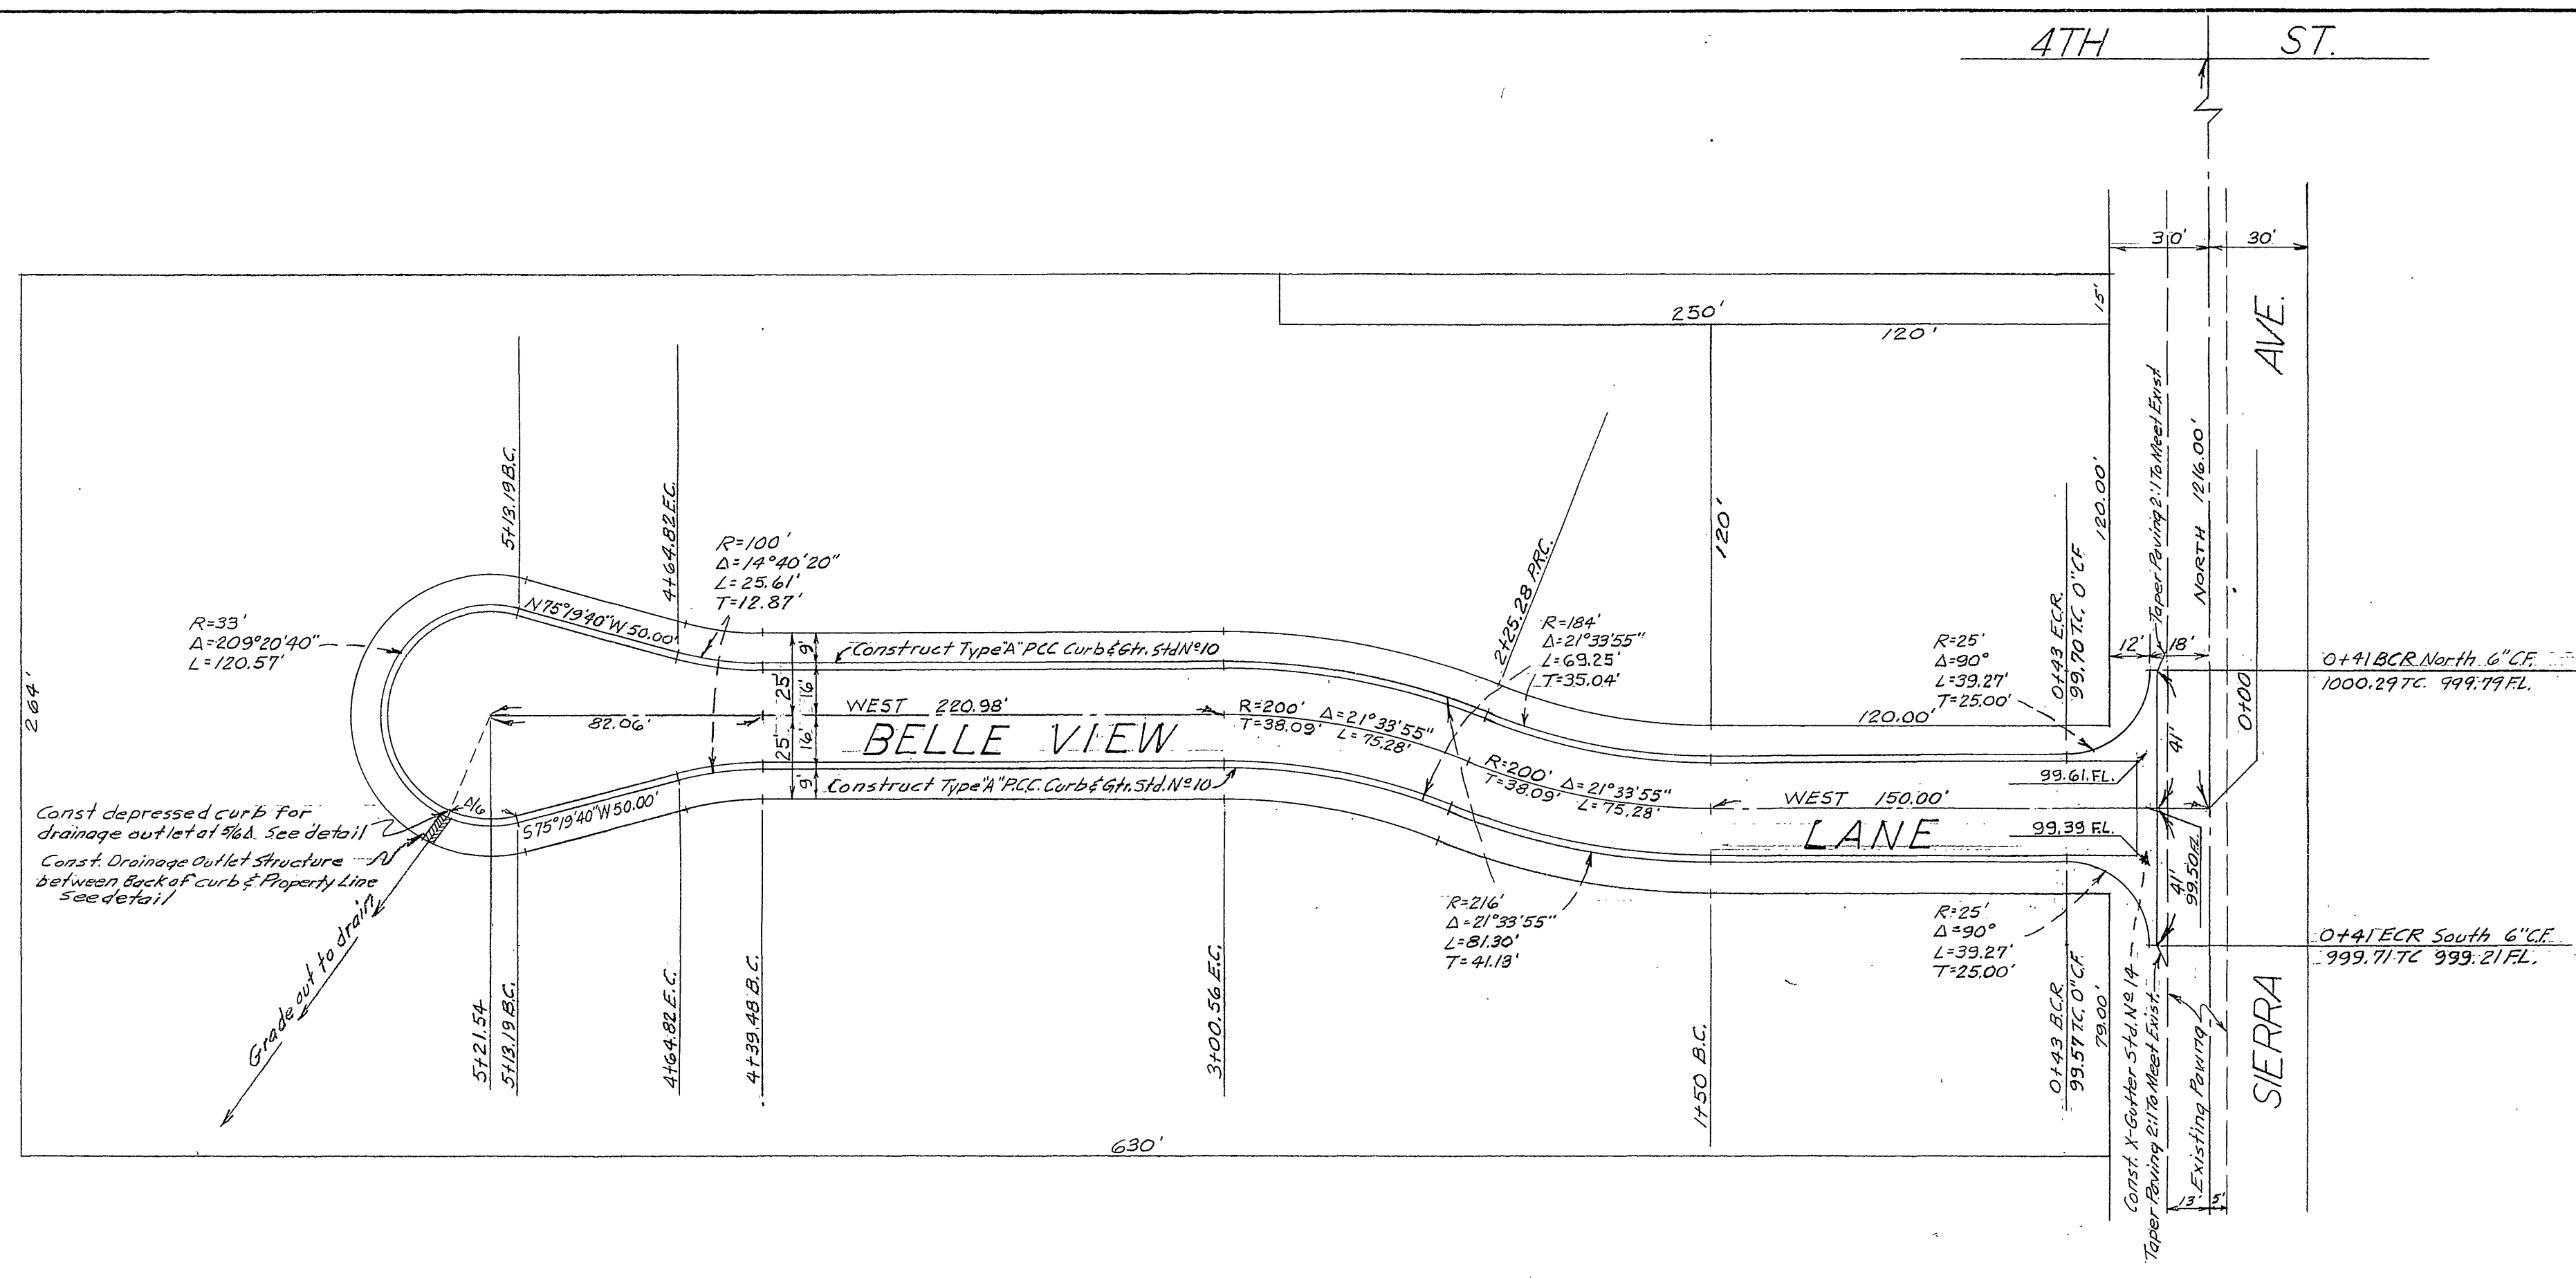 4TH ST.
30'
30'
15'
250'
120'
AVE.
Taper Paving 2:1 To Meet Exist.
NORTH 1216.00'
120.00'
120'
5+13.19 B.C.
4+64.82 E.C.
R=100'
Δ=14°40'20"
L=25.61'
T=12.87'
2+25.28 P.R.C.
R=184'
Δ=21°33'55"
L=69.25'
T=35.04'
R=33'
Δ=209°20'40"
L=120.57'
N75°19'40"W 50.00'
9'
Construct Type "A" PCC Curb & Gtr. Std Nº 10
R=25'
Δ=90°
L=39.27'
T=25.00'
0+43 E.C.R.
99.70 T.C. 0" C.F.
12'
18'
0+41 BCR North 6" C.F.
1000.29 TC. 999.79 F.L.
0+00
264'
25'
16'
82.06'
WEST 220.98'
R=200' Δ=21°33'55"
T=38.09' L=75.28'
120.00'
41'
BELLE VIEW
25'
16'
9'
Construct Type "A" P.C.C. Curb & Gtr. Std. Nº 10
R=200' Δ=21°33'55"
T=38.09' L=75.28'
99.61 F.L.
WEST 150.00'
LANE
99.39 F.L.
41'
99.50 F.L.
Δ/6
S75°19'40"W 50.00'
Const depressed curb for
drainage outlet at 5/6Δ. See detail
Const. Drainage Outlet Structure
between Back of curb & Property Line
See detail
Grade out to drain
R=216'
Δ=21°33'55"
L=81.30'
T=41.13'
R=25'
Δ=90°
L=39.27'
T=25.00'
0+41 ECR South 6" C.F.
999.71 TC 999.21 F.L.
5+21.54
5+13.19 B.C.
4+64.82 E.C.
4+39.48 B.C.
3+00.56 E.C.
1+50 B.C.
0+43 B.C.R.
99.57 T.C. 0" C.F.
79.00'
Const. X-Gutter Std. Nº 14
Taper Paving 2:1 To Meet Exist.
Existing Paving
SIERRA
13'
5'
630'